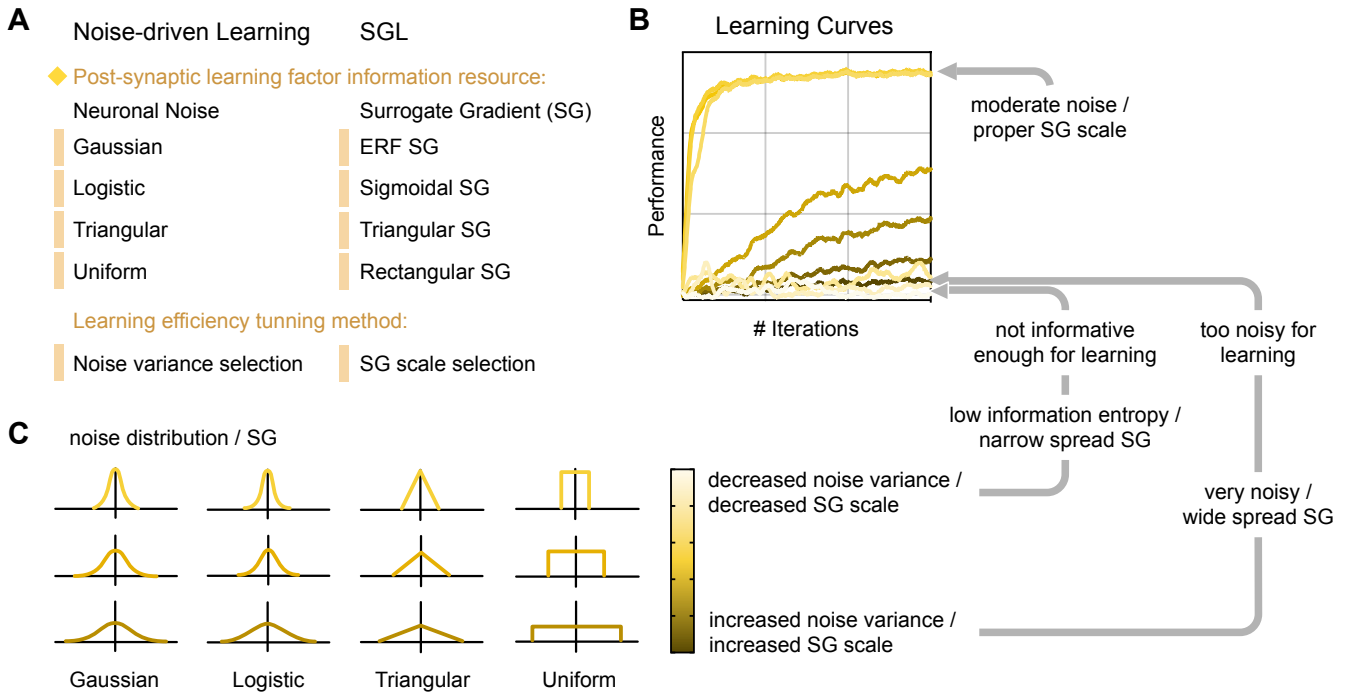 A
Noise-driven Learning SGL
Post-synaptic learning factor information resource:
Neuronal Noise Surrogate Gradient (SG)
Gaussian ERF SG
Logistic Sigmoidal SG
Triangular Triangular SG
Uniform Rectangular SG
Learning efficiency tunning method:
Noise variance selection SG scale selection
B
Learning Curves
Performance
# Iterations
moderate noise /
proper SG scale
not informative
enough for learning
too noisy for
learning
low information entropy /
narrow spread SG
very noisy /
wide spread SG
C
noise distribution / SG
decreased noise variance /
decreased SG scale
increased noise variance /
increased SG scale
Gaussian Logistic Triangular Uniform